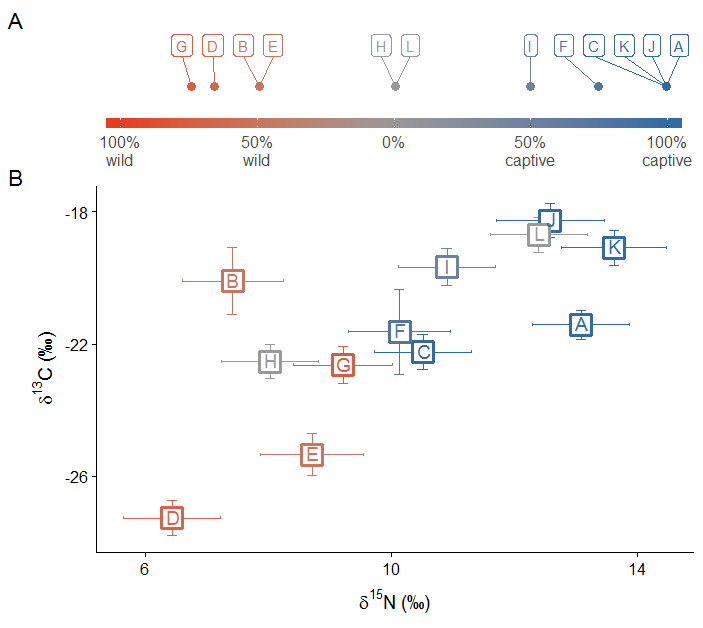 A
G D B E H L I F C K J A
100% 50% 0% 50% 100%
wild wild captive captive
B
-18
J
L
K
I
B
A
F
-22
C
H
G
δ¹³C (‰)
E
-26
D
6 10 14
δ¹⁵N (‰)